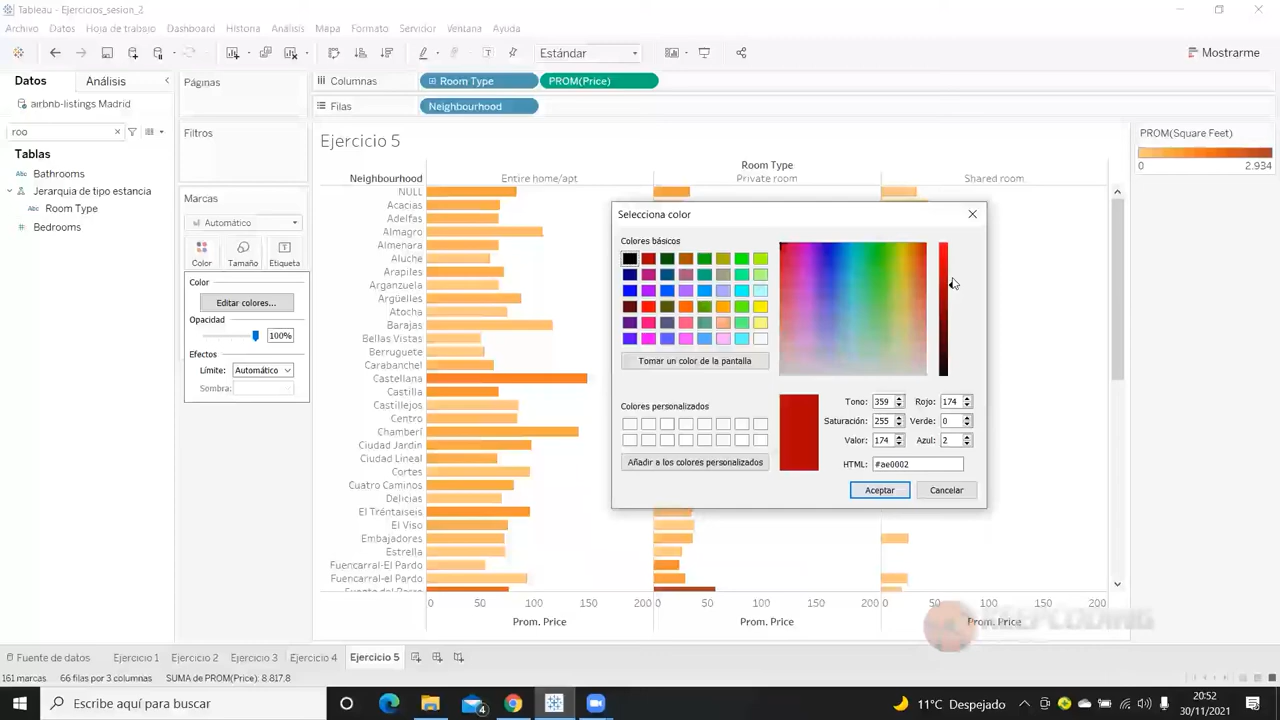 Tableau - Ejercicios_sesion_2
Archivo Datos Hoja de trabajo Dashboard Historia Análisis Mapa Formato Servidor Ventana Ayuda
Estándar
Mostrarme
Datos Análisis
airbnb-listings Madrid
roo
Tablas
Abc Bathrooms
Jerarquia de tipo estancia
Abc Room Type
Bedrooms
Páginas
Filtros
Marcas
Automático
Color Tamaño Etiqueta
Color
Editar colores...
Opacidad
100%
Efectos
Límite: Automático
Sombra:
Columnas Room Type PROM(Price)
Filas Neighbourhood
Ejercicio 5
Room Type
Neighbourhood Entire home/apt Private room Shared room
NULL
Acacias
Adelfas
Almagro
Almenara
Aluche
Arapiles
Arganzuela
Argüelles
Atocha
Barajas
Bellas Vistas
Berruguete
Carabanchel
Castellana
Castilla
Castillejos
Centro
Chamberí
Ciudad Jardín
Ciudad Lineal
Cortes
Cuatro Caminos
Delicias
El Tréntaiseis
El Viso
Embajadores
Estrella
Fuencarral-El Pardo
Fuencarral-el Pardo
0 50 100 150 200 0 50 100 150 200 0 50 100 150 200
Prom. Price Prom. Price Prom. Price
PROM(Square Feet)
0 2.934
Selecciona color
Colores básicos
Tomar un color de la pantalla
Colores personalizados
Añadir a los colores personalizados
Tono: 359 Rojo: 174
Saturación: 255 Verde: 0
Valor: 174 Azul: 2
HTML: #ae0002
Aceptar Cancelar
KEEPCODING
Fuente de datos Ejercicio 1 Ejercicio 2 Ejercicio 3 Ejercicio 4 Ejercicio 5
161 marcas 66 filas por 3 columnas SUMA de PROM(Price): 8.817,8
Escribe aquí para buscar
4
11°C Despejado
20:52
30/11/2021